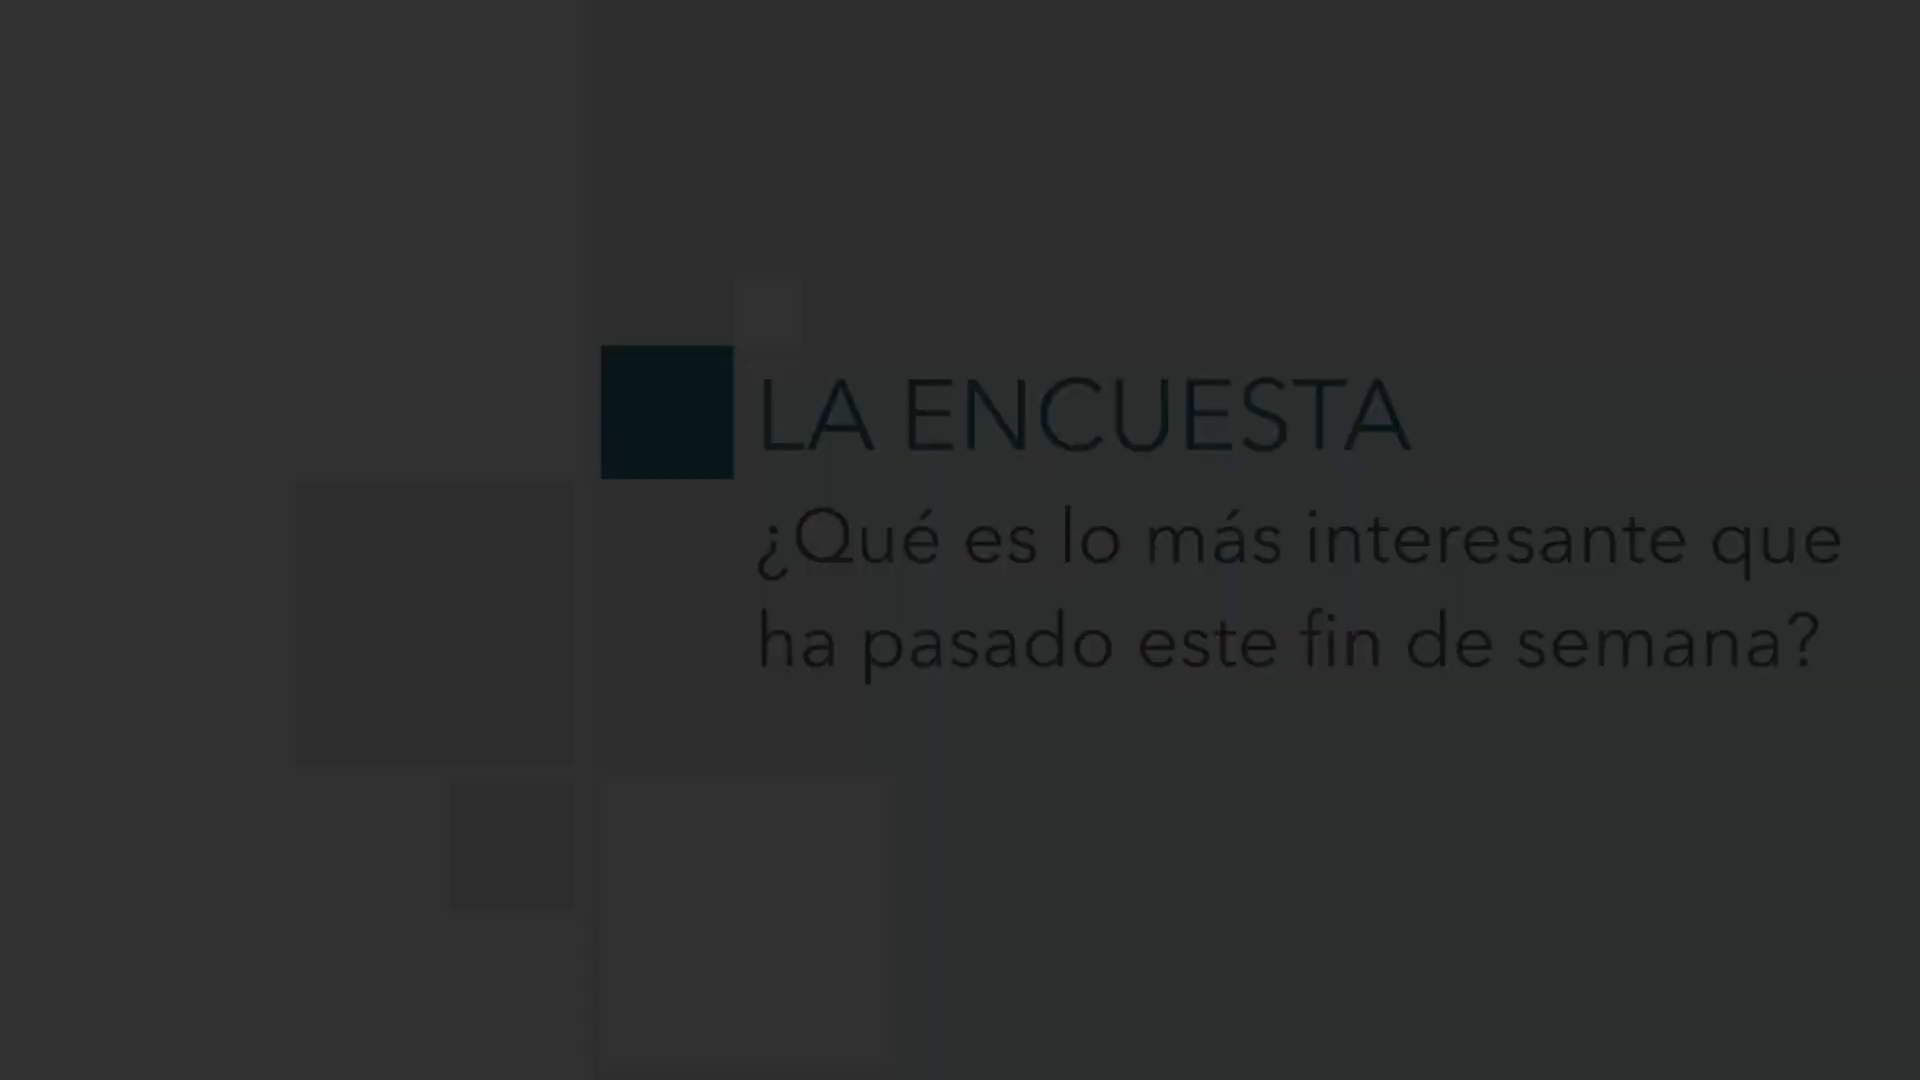 LA ENCUESTA
¿Qué es lo más interesante que
ha pasado este fin de semana?